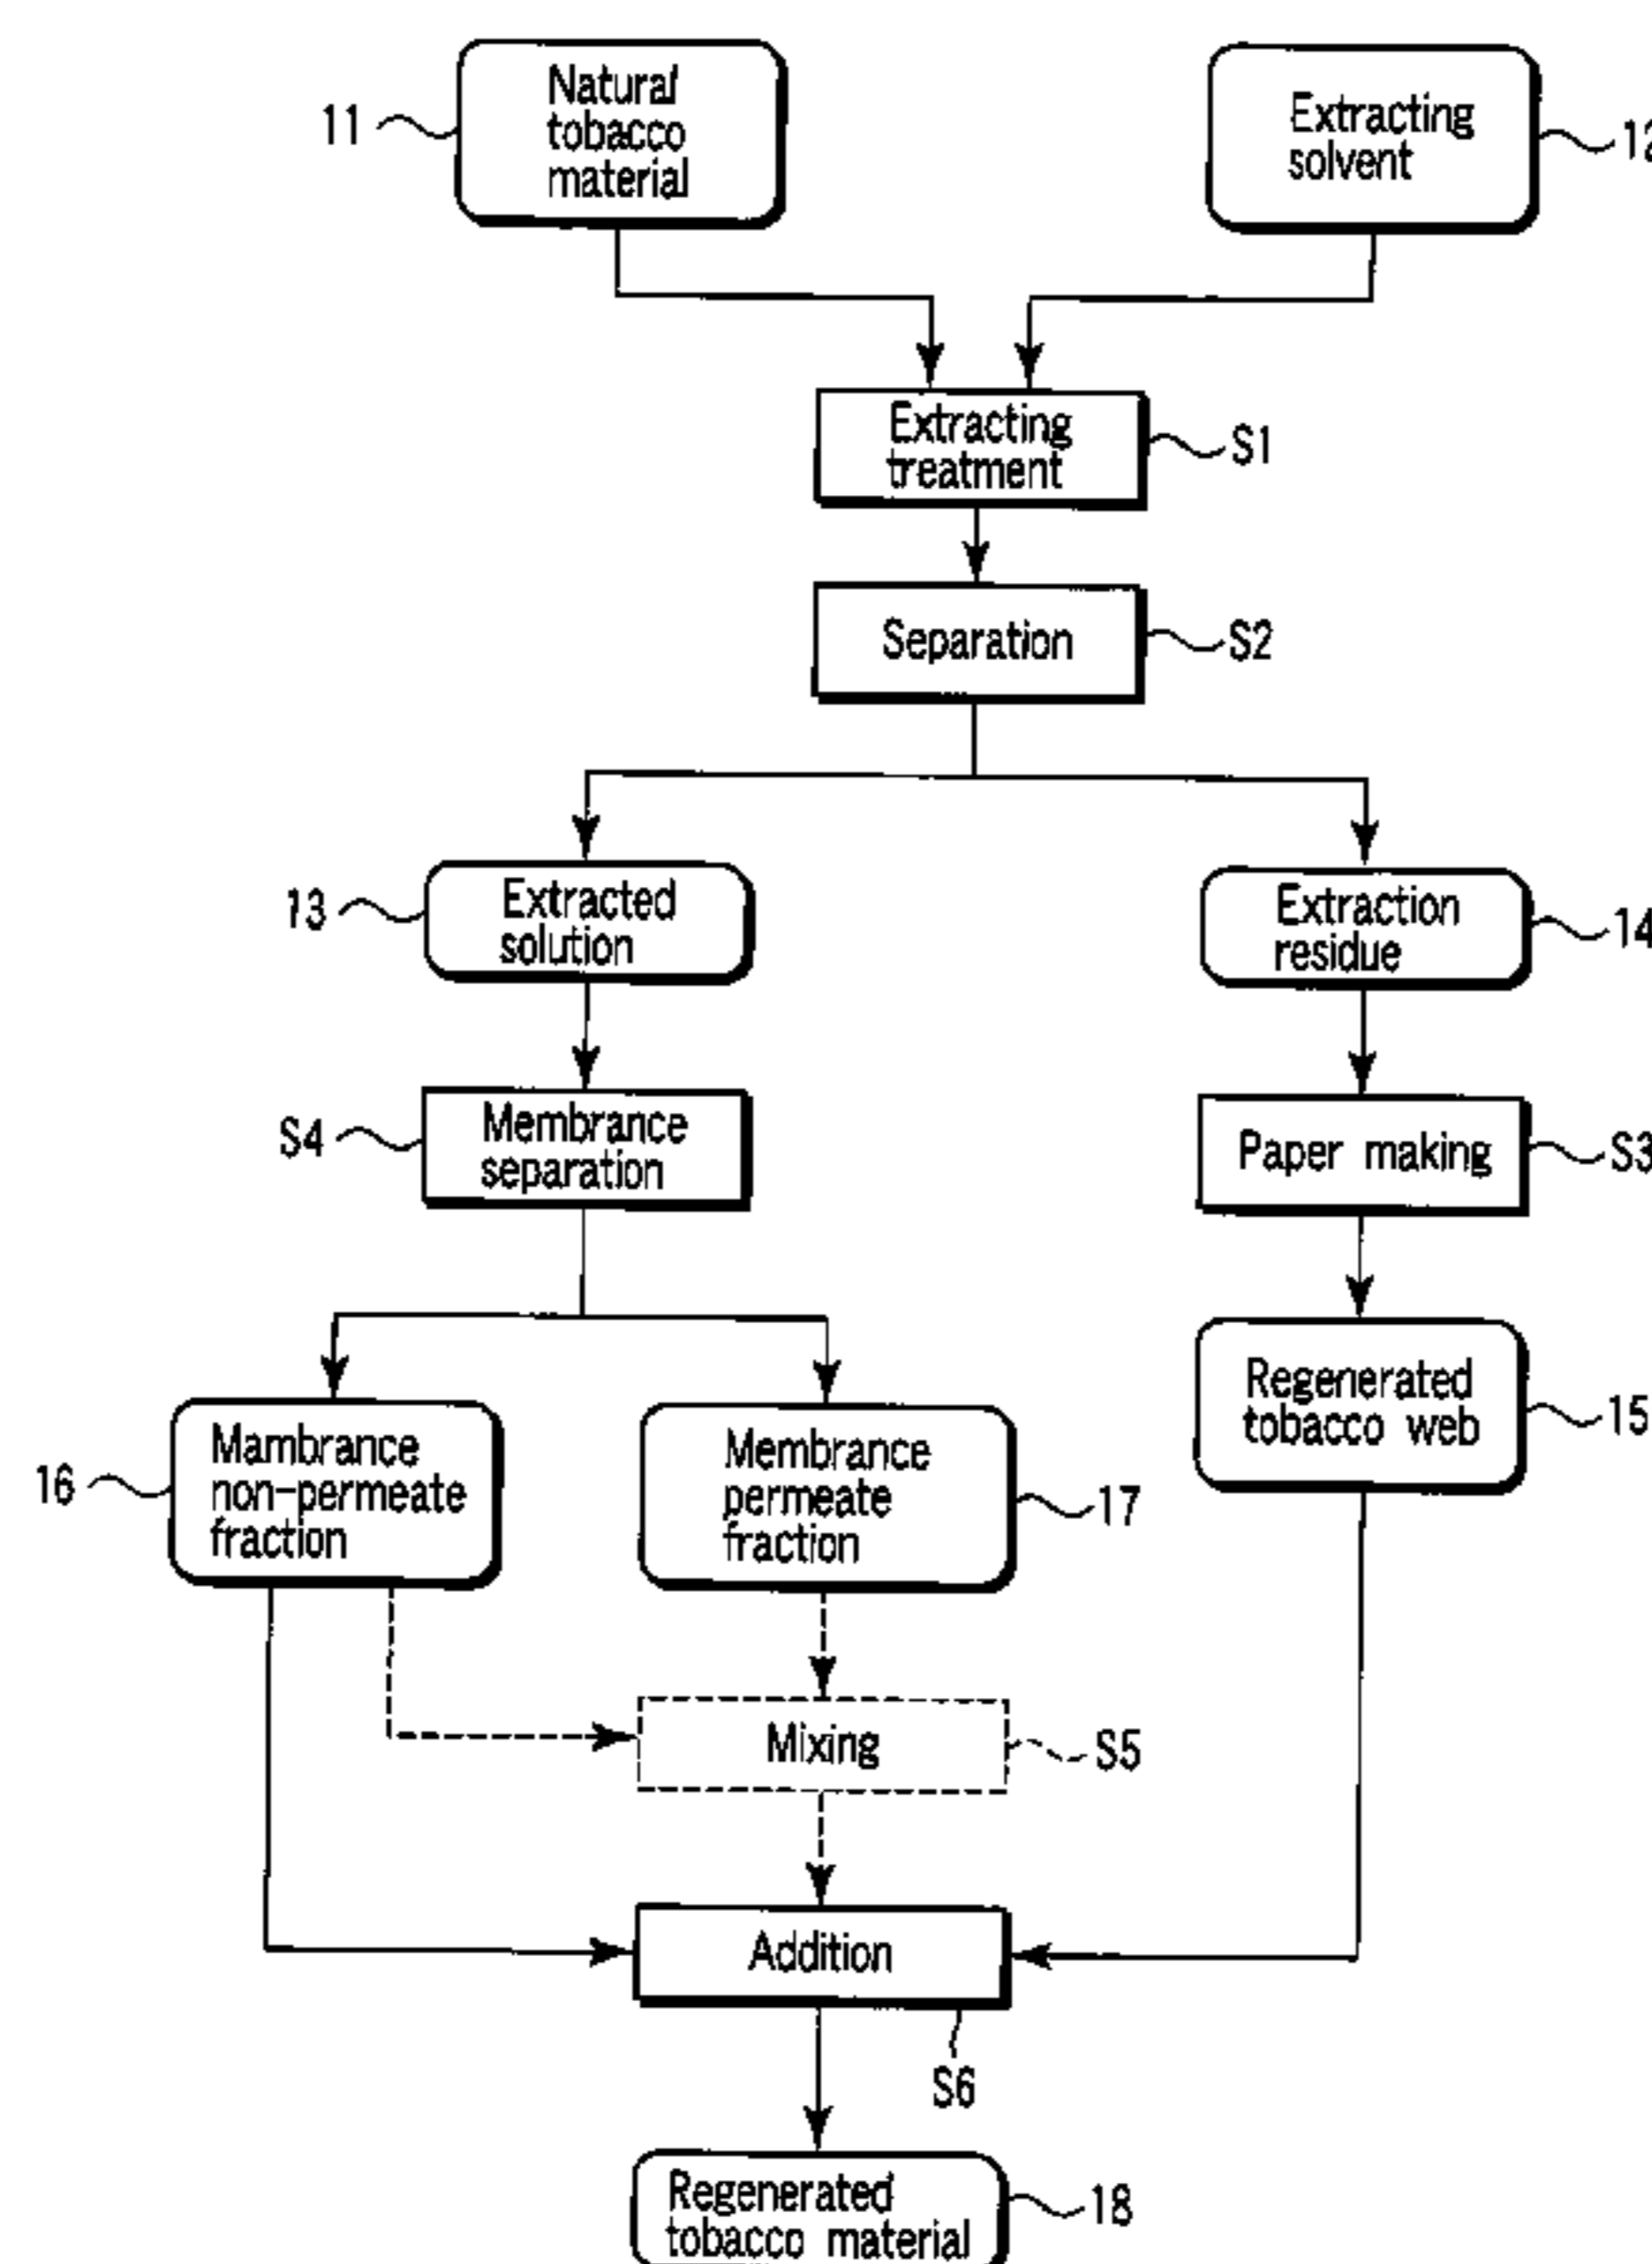 11
Natural
tobacco
material
Extracting
solvent
12
Extracting
treatment
S1
Separation
S2
13
Extracted
solution
Extraction
residue
14
S4
Membrance
separation
Paper making
S3
16
Mambrance
non-permeate
fraction
Membrance
permeate
fraction
17
Regenerated
tobacco web
15
Mixing
S5
Addition
S6
Regenerated
tobacco material
18